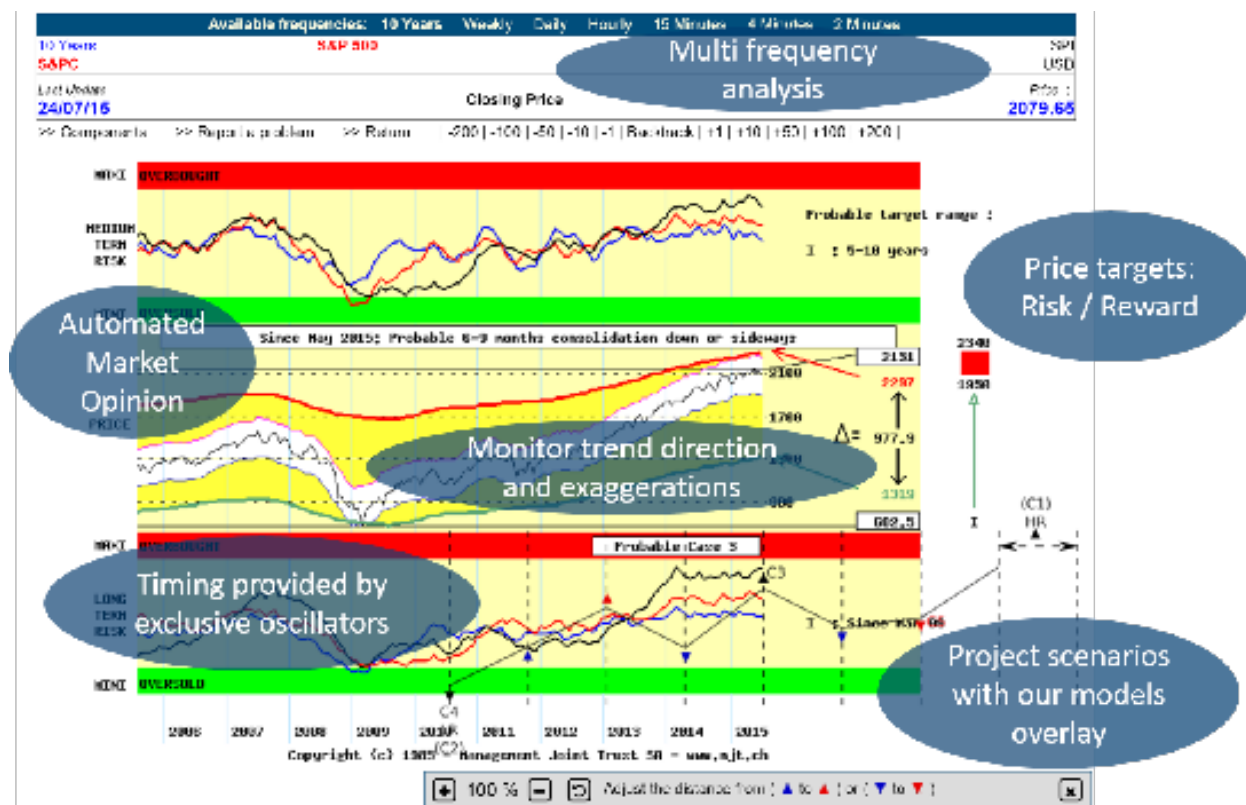 Available frequencies: 10 Years Weekly Daily Hourly 15 Minutes 4 Minutes 2 Minutes
10 Years S&P 500 SPI
S&PC USD
Multi frequency
analysis
Last Update Price :
24/07/15 Closing Price 2079.65
>> Components >> Report a problem >> Return | -200 | -100 | -50 | -10 | -1 | Backtrack | +1 | +10 | +50 | +100 +200 |
MAXI OVERBOUGHT
MEDIUM
TERM
RISK
Probable target range :
I : 5-10 years
Price targets:
Risk / Reward
OVERSOLD
Automated
Market
Opinion
Since May 2015: Probable 6-9 months consolidation down or sideways
2131
2340
2100
1950
PRICE
1700
Δ= 977.9
Monitor trend direction
and exaggerations
1319
602,5
I
(C1)
HR
OVERBOUGHT
Probable Case 3
C3
Timing provided by
exclusive oscillators
LONG
TERM
RISK
I : Since
Project scenarios
with our models
overlay
MINI OVERSOLD
C4
(C2)
2006 2007 2008 2009 2010 2011 2012 2013 2014 2015
Copyright (c) 1985 - Management Joint Trust SA - www.mjt.ch
100 % Adjust the distance from ( ▲ to ▲ ) or ( ▼ to ▼ )